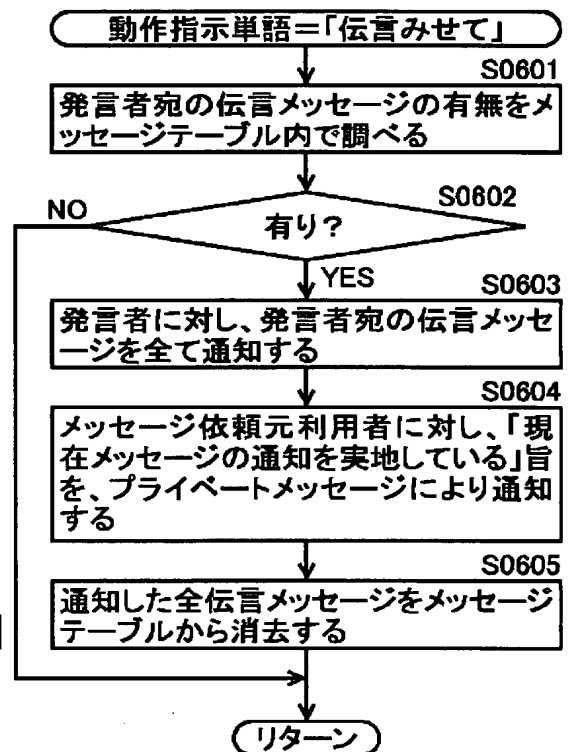 動作指示単語=「伝言みせて」
S0601
発言者宛の伝言メッセージの有無をメ
ッセージテーブル内で調べる
S0602
NO
有り?
YES
S0603
発言者に対し、発言者宛の伝言メッセ
ージを全て通知する
S0604
メッセージ依頼元利用者に対し、「現
在メッセージの通知を実地している」旨
を、プライベートメッセージにより通知
する
S0605
通知した全伝言メッセージをメッセージ
テーブルから消去する
リターン